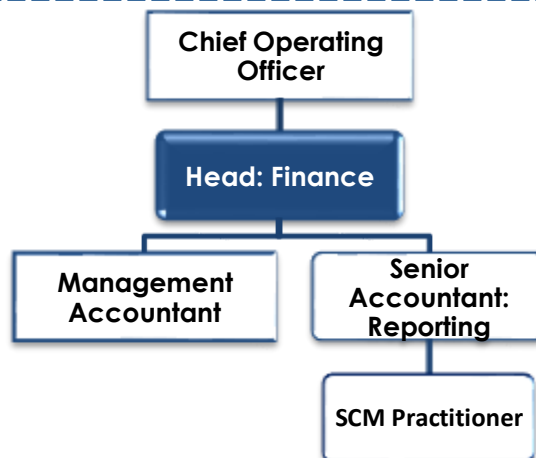 Chief Operating
Officer
Head: Finance
Management
Accountant
Senior
Accountant:
Reporting
SCM Practitioner